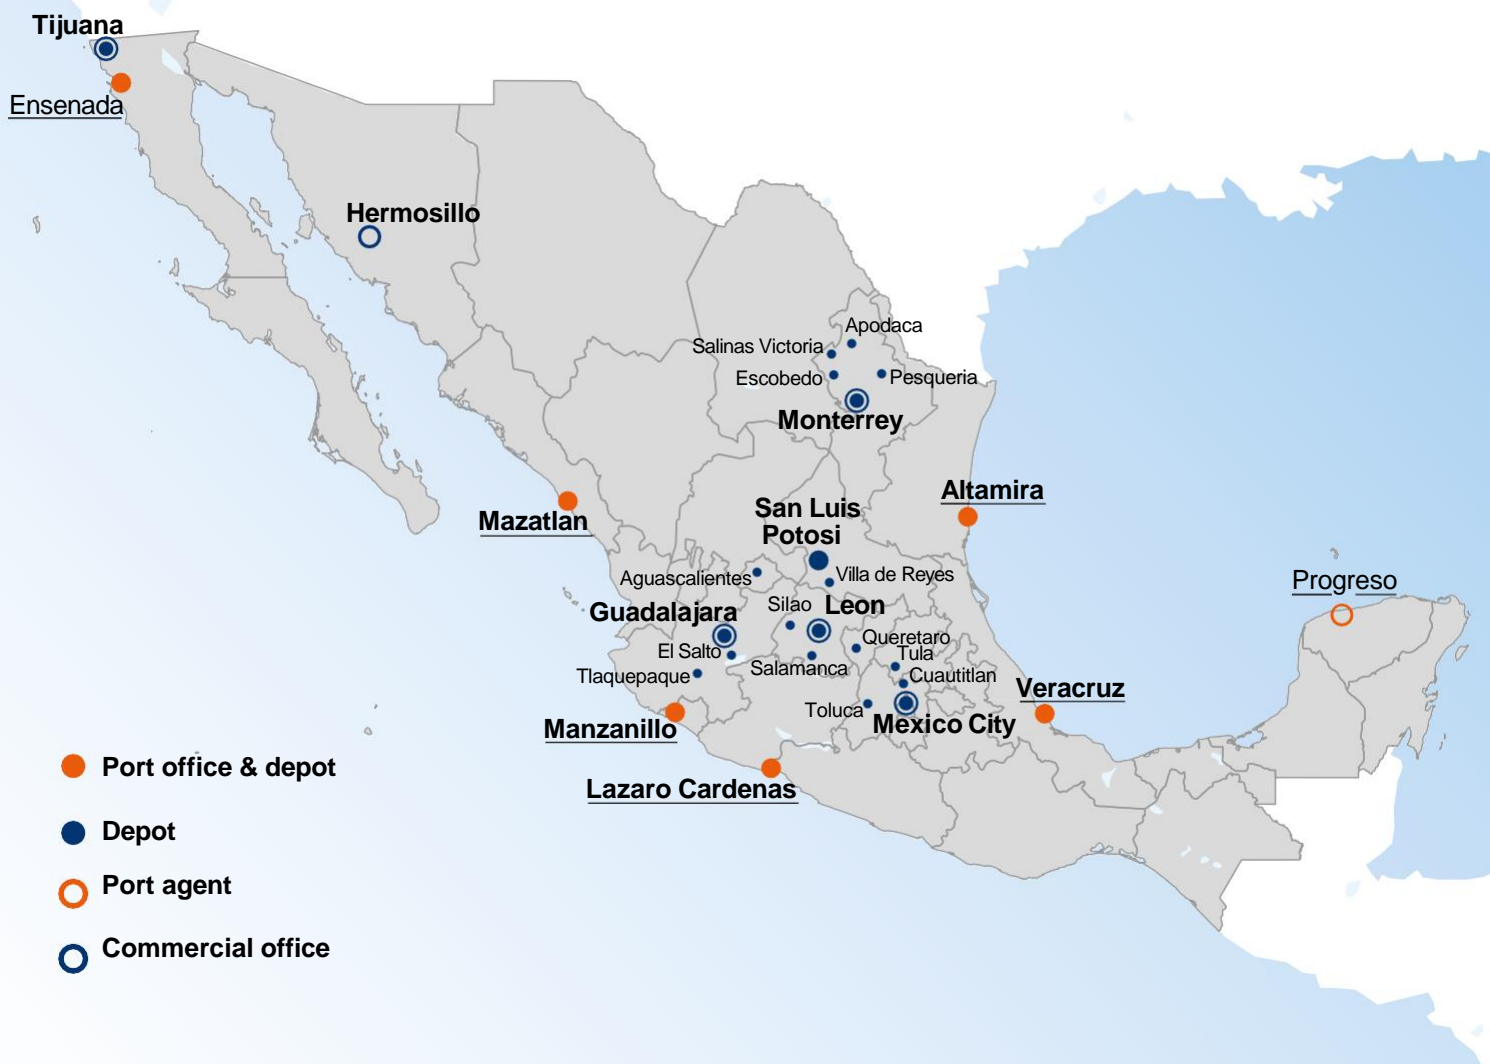 Tijuana
Ensenada
Hermosillo
Apodaca
Salinas Victoria
Escobedo
Pesqueria
Monterrey
Altamira
San Luis
Potosi
Mazatlan
Aguascalientes
Villa de Reyes
Progreso
Silao
Leon
Guadalajara
Queretaro
El Salto
Tula
Salamanca
Tlaquepaque
Cuautitlan
Veracruz
Toluca
Mexico City
Manzanillo
Lazaro Cardenas
Port office & depot
Depot
Port agent
Commercial office